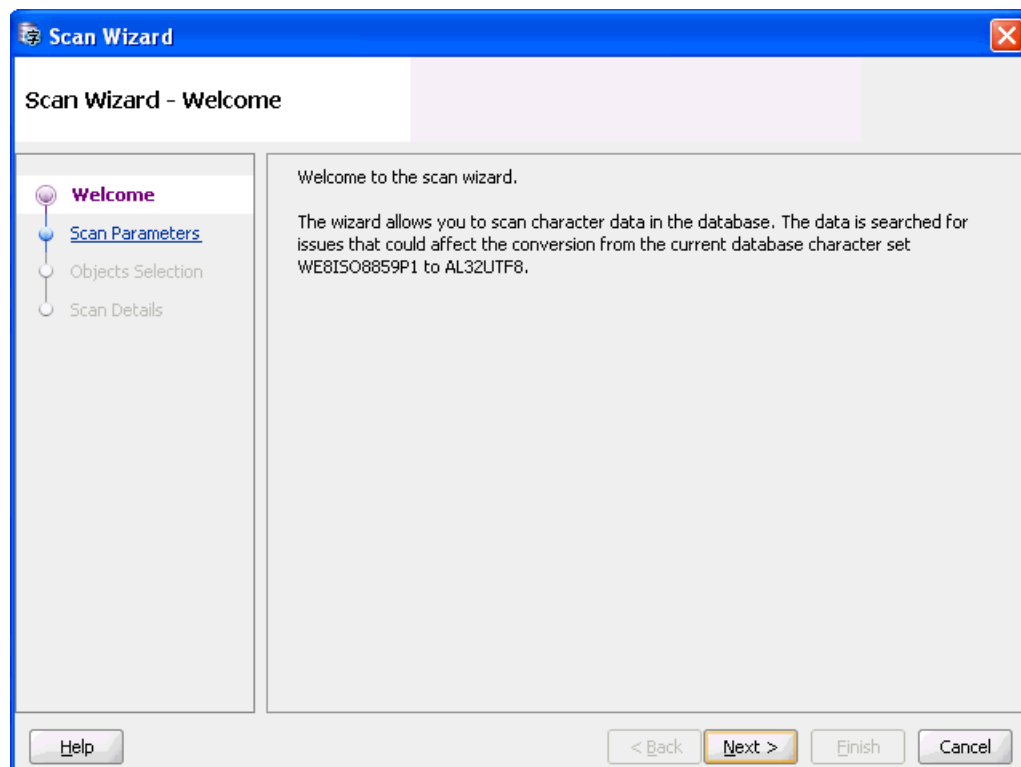 Scan Wizard
Scan Wizard - Welcome
Welcome
Scan Parameters
Objects Selection
Scan Details
Welcome to the scan wizard.
The wizard allows you to scan character data in the database. The data is searched for
issues that could affect the conversion from the current database character set
WE8ISO8859P1 to AL32UTF8.
Help
< Back
Next >
Finish
Cancel